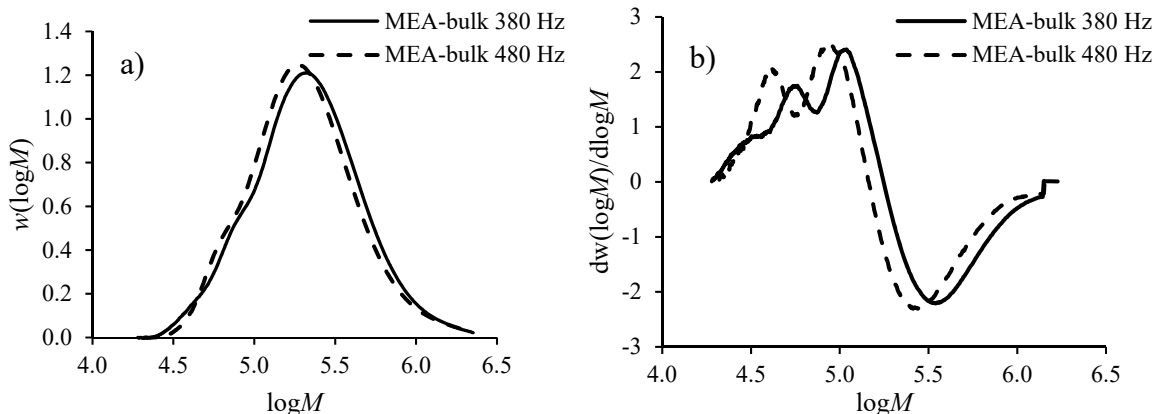 MEA-bulk 380 Hz
MEA-bulk 480 Hz
a)
1.4
1.2
1.0
0.8
0.6
0.4
0.2
0.0
w(logM)
4.0 4.5 5.0 5.5 6.0 6.5
logM
MEA-bulk 380 Hz
MEA-bulk 480 Hz
b)
3
2
1
0
-1
-2
-3
dw(logM)/dlogM
4.0 4.5 5.0 5.5 6.0 6.5
logM